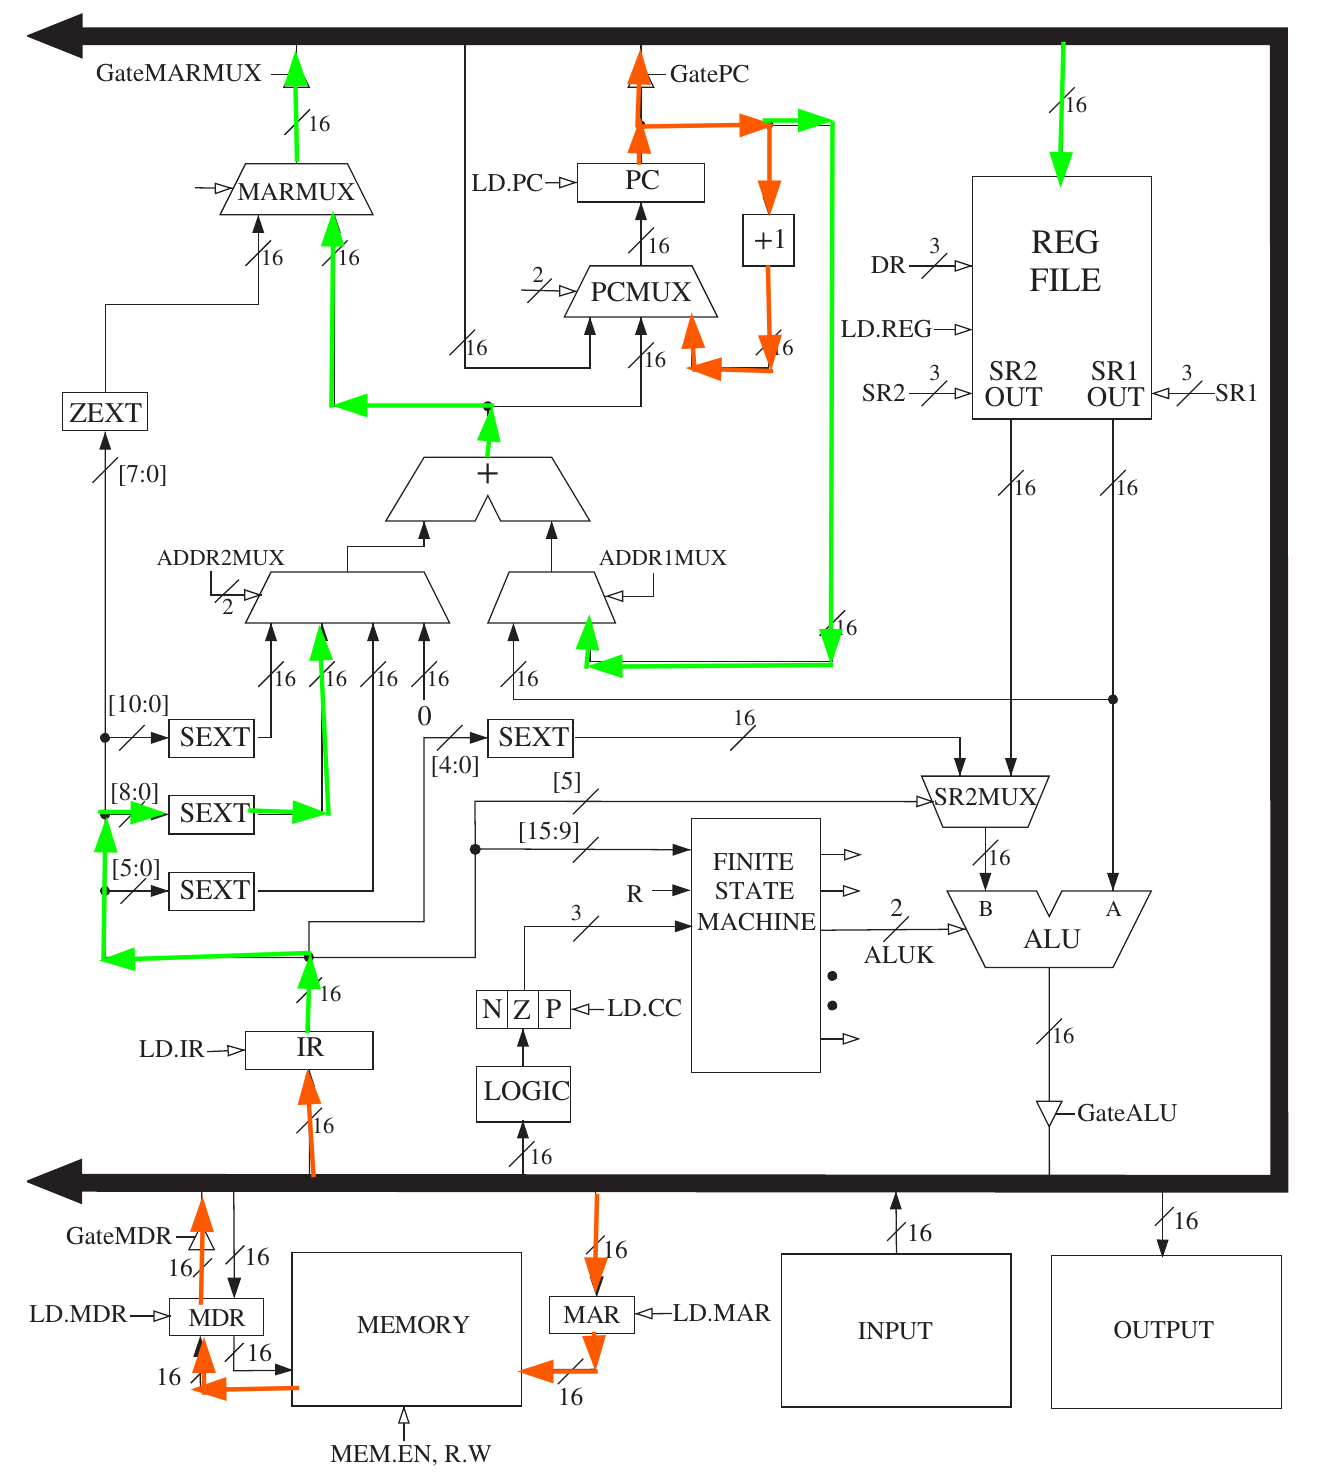 GateMARMUX
GatePC
16
16
MARMUX
LD.PC
PC
16
16
16
+1
REG
FILE
DR
3
2
PCMUX
16
16
16
LD.REG
SR2
3
SR2
OUT
SR1
OUT
3
SR1
ZEXT
[7:0]
+
16
16
ADDR2MUX
2
ADDR1MUX
16
16
16
16
16
16
[10:0]
SEXT
0
SEXT
[4:0]
16
[8:0]
SEXT
[5]
SR2MUX
[15:9]
16
[5:0]
SEXT
R
3
FINITE
STATE
MACHINE
2
ALUK
B
A
ALU
16
N Z P
LD.CC
LD.IR
IR
16
LOGIC
16
16
GateALU
GateMDR
16
16
16
16
16
LD.MDR
MDR
MEMORY
MAR
LD.MAR
INPUT
OUTPUT
16
16
16
MEM.EN, R.W